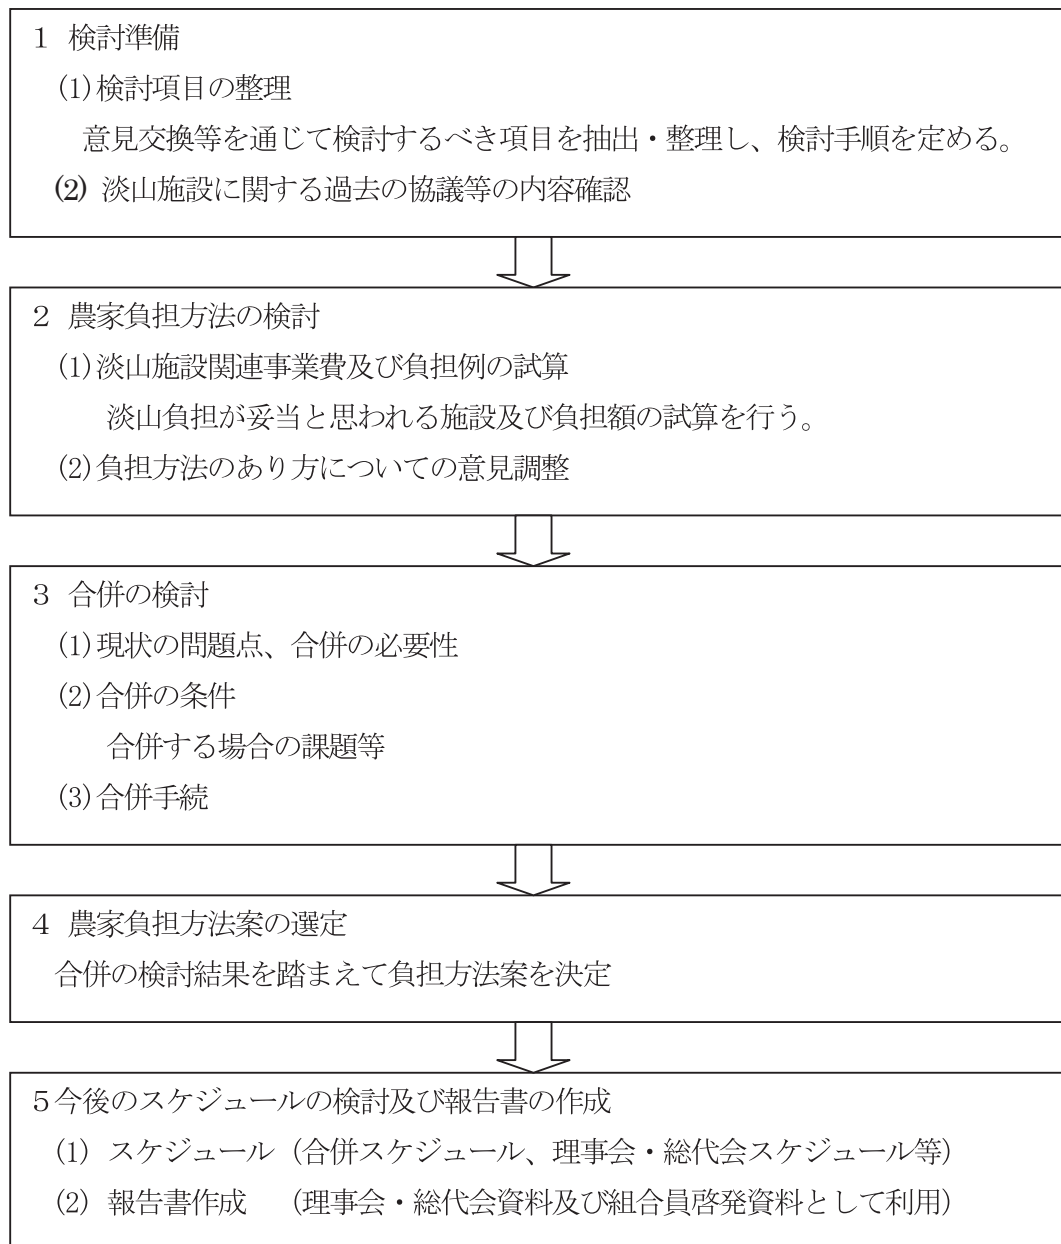 1 検討準備
(1)検討項目の整理
意見交換等を通じて検討するべき項目を抽出・整理し、検討手順を定める。
(2) 淡山施設に関する過去の協議等の内容確認
2 農家負担方法の検討
(1)淡山施設関連事業費及び負担例の試算
淡山負担が妥当と思われる施設及び負担額の試算を行う。
(2)負担方法のあり方についての意見調整
3 合併の検討
(1)現状の問題点、合併の必要性
(2)合併の条件
合併する場合の課題等
(3)合併手続
4 農家負担方法案の選定
合併の検討結果を踏まえて負担方法案を決定
5今後のスケジュールの検討及び報告書の作成
(1) スケジュール（合併スケジュール、理事会・総代会スケジュール等）
(2) 報告書作成 （理事会・総代会資料及び組合員啓発資料として利用）